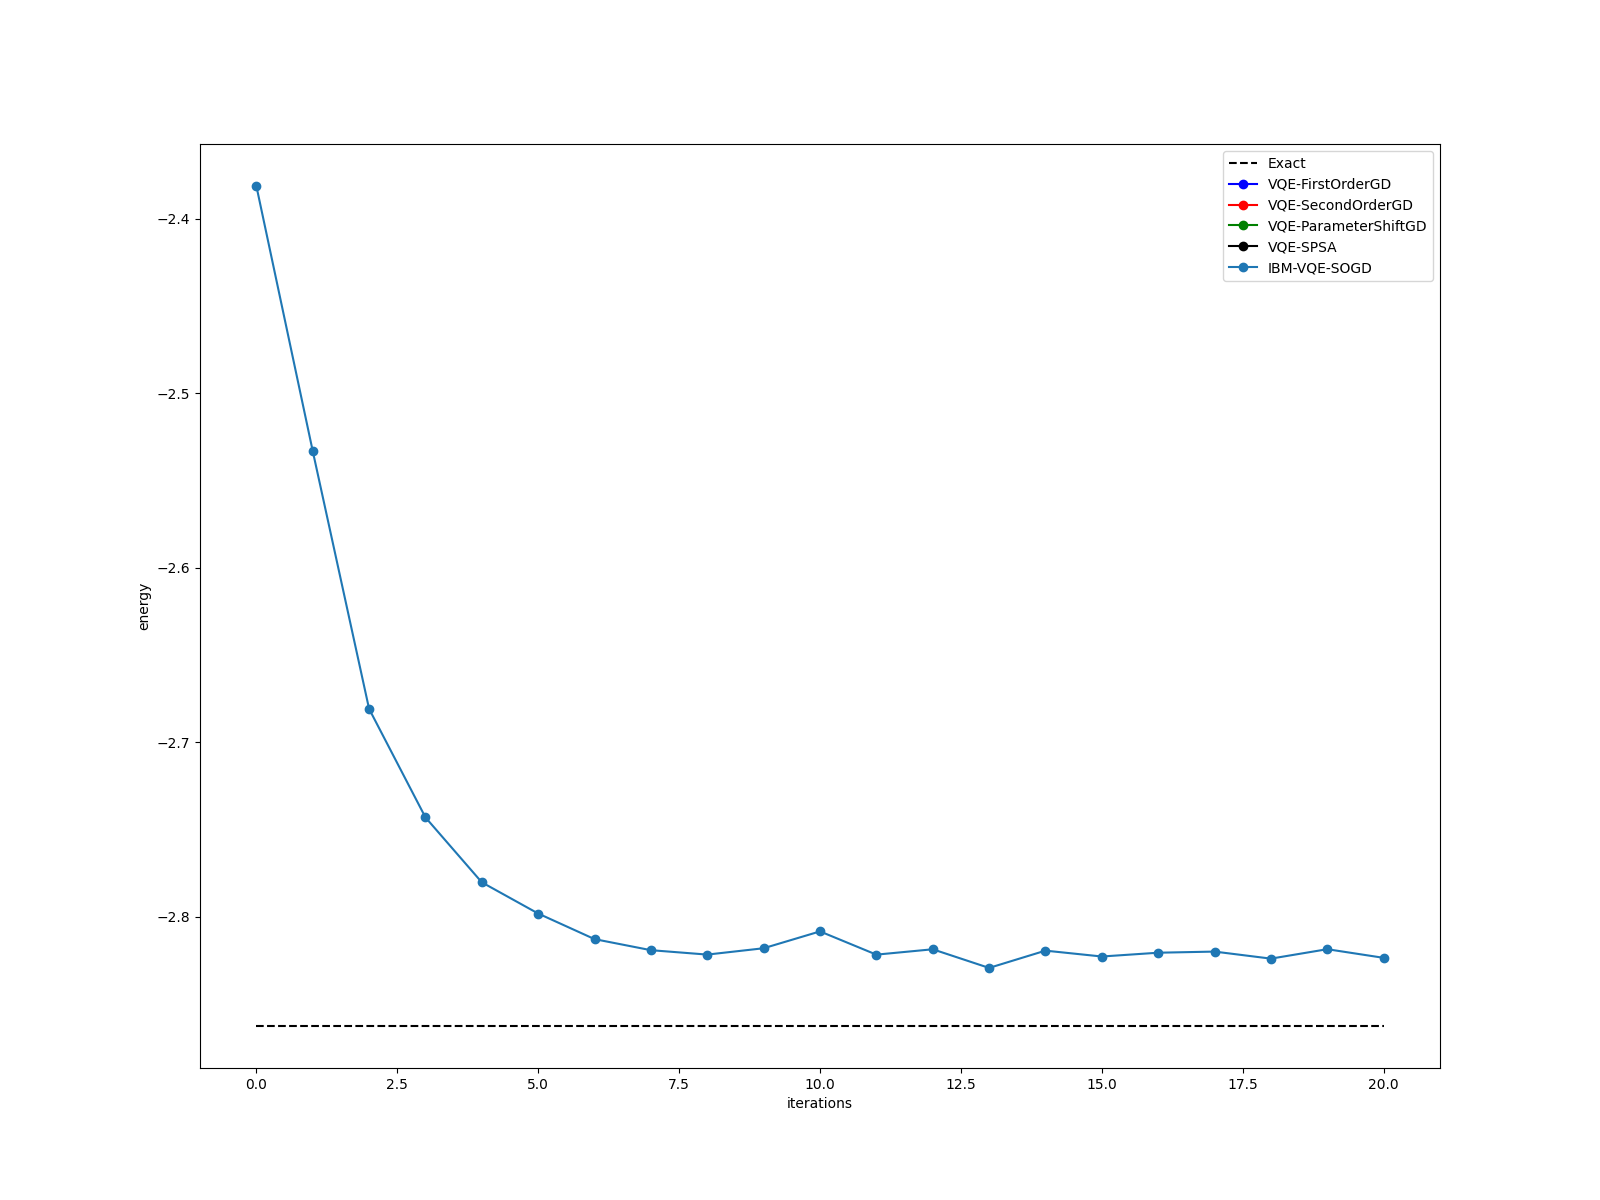 Exact
VQE-FirstOrderGD
VQE-SecondOrderGD
VQE-ParameterShiftGD
VQE-SPSA
IBM-VQE-SOGD
−2.4
−2.5
−2.6
−2.7
−2.8
energy
0.0 2.5 5.0 7.5 10.0 12.5 15.0 17.5 20.0
iterations